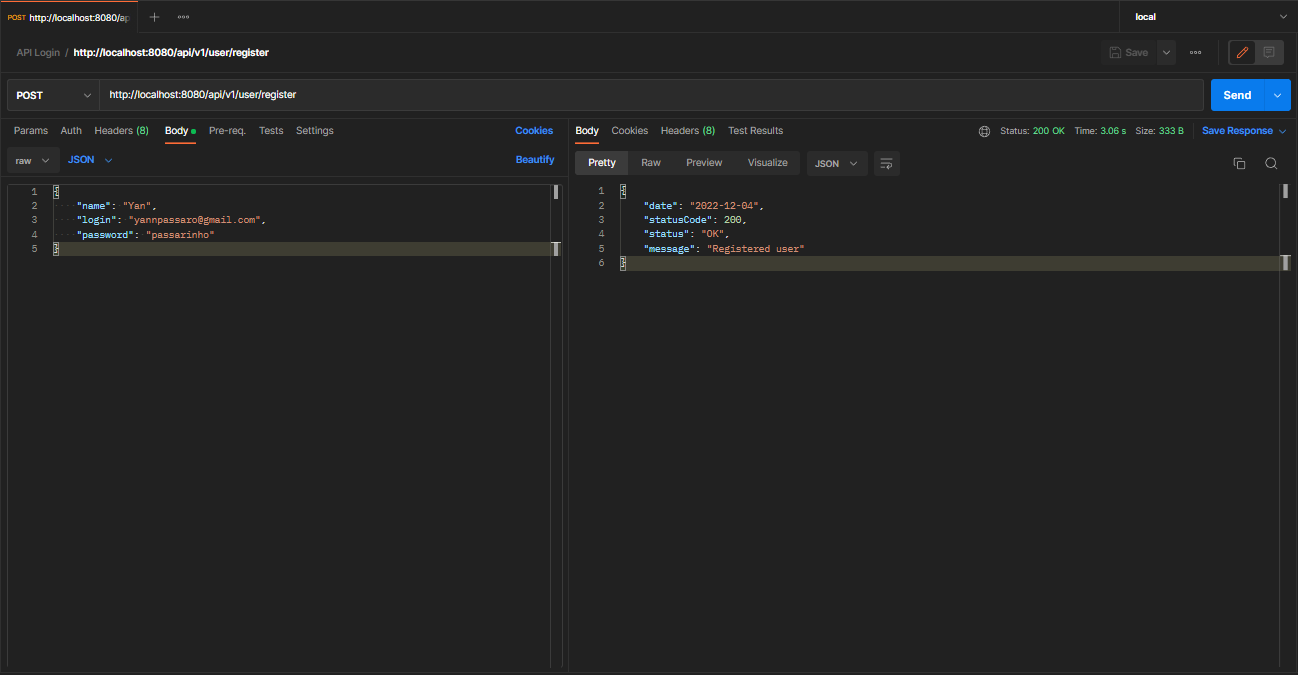 POST http://localhost:8080/ap
local
API Login / http://localhost:8080/api/v1/user/register
Save
POST http://localhost:8080/api/v1/user/register
Send
Params Auth Headers (8) Body Pre-req. Tests Settings Cookies
raw JSON Beautify
1 {
2 "name": "Yan",
3 "login": "yannpassaro@gmail.com",
4 "password": "passarinho"
5 }
Body Cookies Headers (8) Test Results Status: 200 OK Time: 3.06 s Size: 333 B Save Response
Pretty Raw Preview Visualize JSON
1 {
2 "date": "2022-12-04",
3 "statusCode": 200,
4 "status": "OK",
5 "message": "Registered user"
6 }